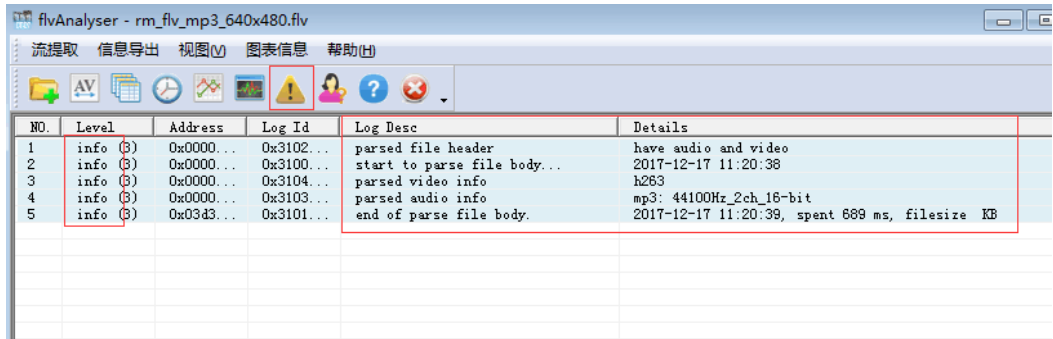 flvAnalyser - rm_flv_mp3_640x480.flv
流提取 信息导出 视图(V) 图表信息 帮助(H)
AV
NO. Level Address Log Id Log Desc Details
1 info (3) 0x0000... 0x3102... parsed file header have audio and video
2 info (3) 0x0000... 0x3100... start to parse file body... 2017-12-17 11:20:38
3 info (3) 0x0000... 0x3104... parsed video info h263
4 info (3) 0x0000... 0x3103... parsed audio info mp3: 44100Hz_2ch_16-bit
5 info (3) 0x03d3... 0x3101... end of parse file body. 2017-12-17 11:20:39, spent 689 ms, filesize KB